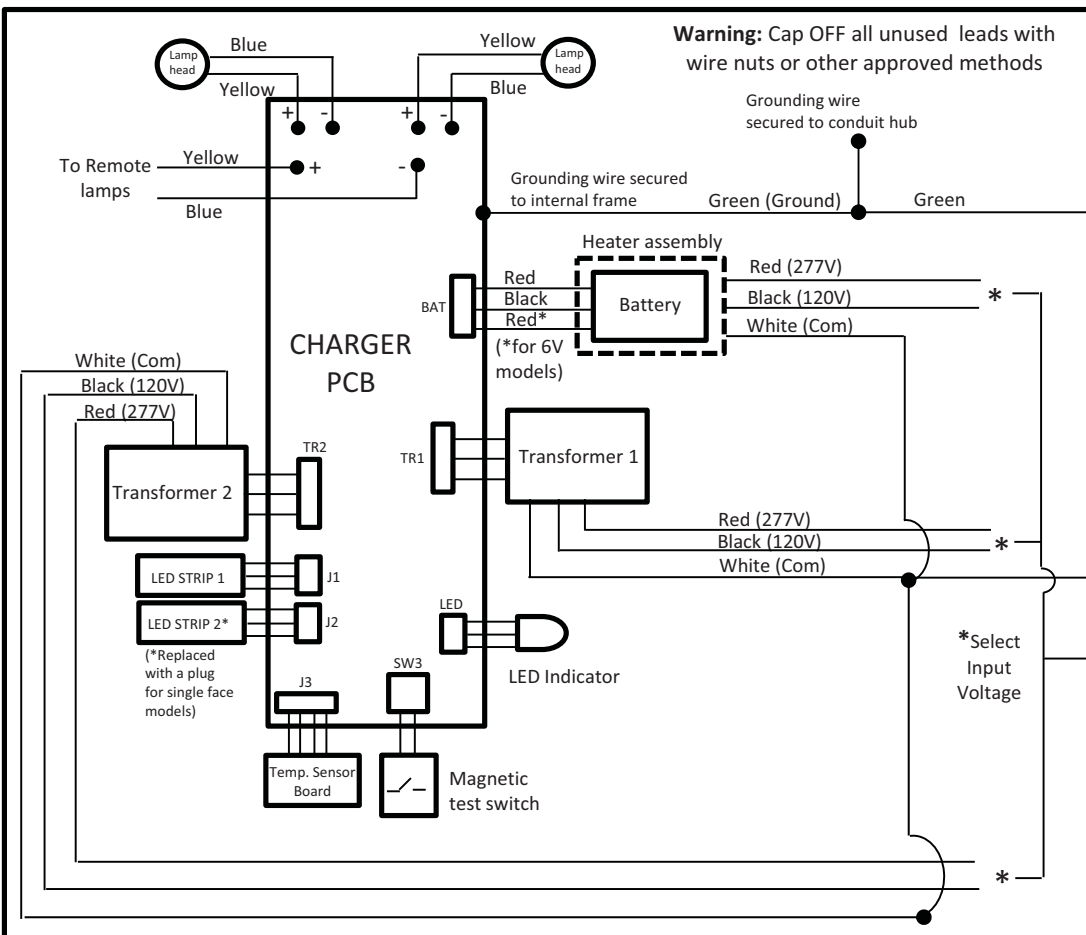 Warning: Cap OFF all unused leads with
wire nuts or other approved methods
Blue
Yellow
Lamp
head
Yellow
Lamp
head
Blue
+
-
+
-
To Remote
lamps
Yellow
Blue
+
-
Grounding wire
secured to conduit hub
Grounding wire secured
to internal frame
Green (Ground)
Green
Heater assembly
BAT
Red
Black
Red*
(*for 6V
models)
Battery
Red (277V)
Black (120V)
White (Com)
*
CHARGER
PCB
White (Com)
Black (120V)
Red (277V)
Transformer 2
TR2
TR1
Transformer 1
Red (277V)
Black (120V)
White (Com)
*
LED STRIP 1
J1
LED STRIP 2*
J2
(*Replaced
with a plug
for single face
models)
LED
LED Indicator
*Select
Input
Voltage
J3
SW3
Temp. Sensor
Board
Magnetic
test switch
*